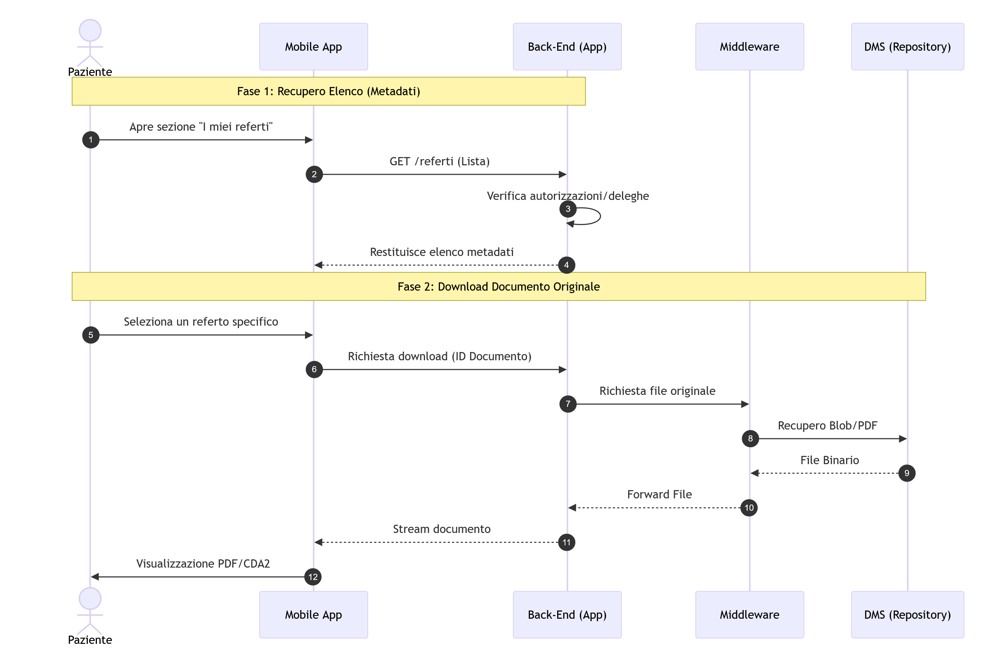 Paziente
Mobile App
Back-End (App)
Middleware
DMS (Repository)
Fase 1: Recupero Elenco (Metadati)
Apre sezione "I miei referti"
1
GET /referti (Lista)
2
Verifica autorizzazioni/deleghe
3
Restituisce elenco metadati
4
Fase 2: Download Documento Originale
Seleziona un referto specifico
5
Richiesta download (ID Documento)
6
Richiesta file originale
7
Recupero Blob/PDF
8
File Binario
9
Forward File
10
Stream documento
11
Visualizzazione PDF/CDA2
12
Paziente
Mobile App
Back-End (App)
Middleware
DMS (Repository)